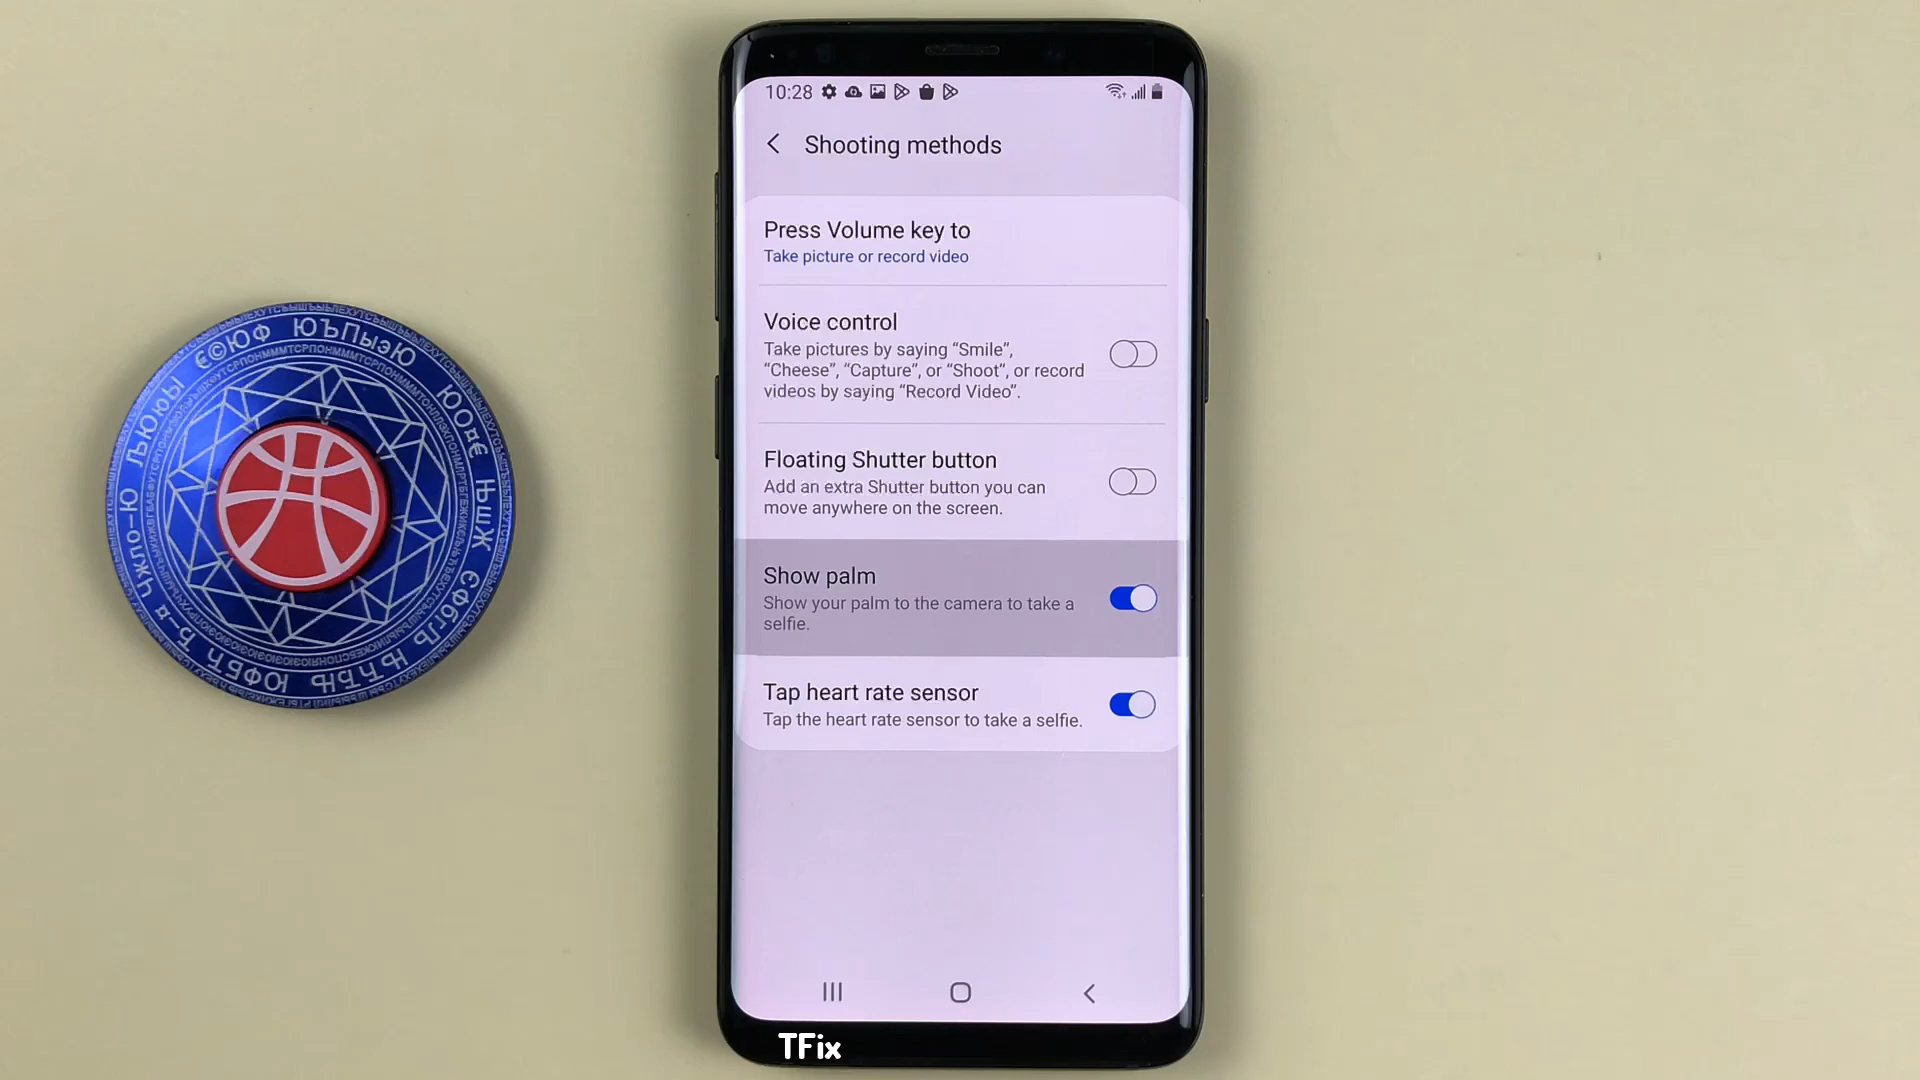 10:28
Shooting methods
Press Volume key to
Take picture or record video
Voice control
Take pictures by saying “Smile”,
“Cheese”, “Capture”, or “Shoot”, or record
videos by saying “Record Video”.
Floating Shutter button
Add an extra Shutter button you can
move anywhere on the screen.
Show palm
Show your palm to the camera to take a
selfie.
Tap heart rate sensor
Tap the heart rate sensor to take a selfie.
TFix